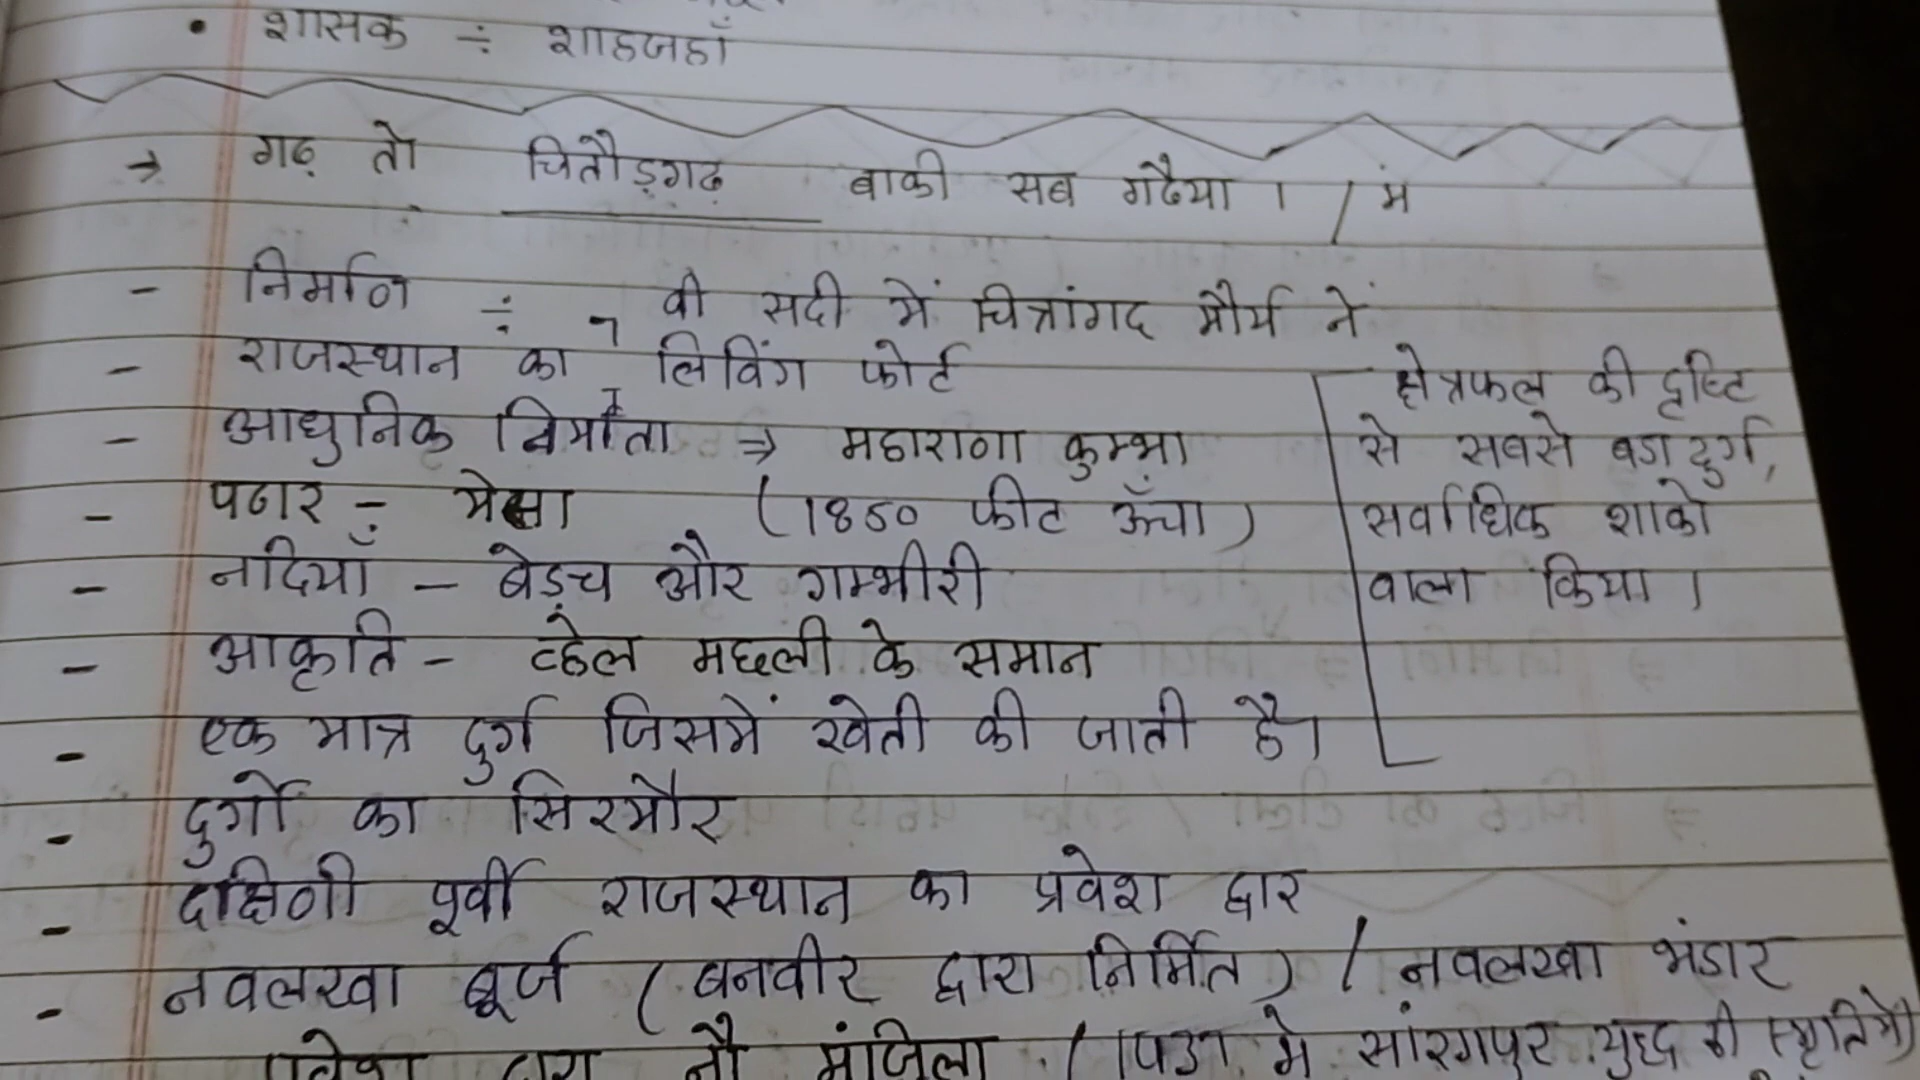 • शासक ÷ शाहजहाँ
→ गढ़ तो चितौड़गढ़ बाकी सब गढैया । / में
- निर्माण ÷ 7 वी सदी में चित्रांगद मौर्य ने
- राजस्थान का लिविंग फोर्ट
- आधुनिक निर्माता ⇒ महाराणा कुम्भा
- पठार ÷ मेसा (1850 फीट ऊँचा)
- नदियाँ - बेड़च और गम्भीरी
- आकृति - व्हेल मछली के समान
- एक मात्र दुर्ग जिसमें खेती की जाती है।
क्षेत्रफल की दृष्टि
से सबसे बडा दुर्ग,
सर्वाधिक शाको
वाला किया ।
- दुर्गो का सिरमौर
- दक्षिणी पूर्वी राजस्थान का प्रवेश द्वार
- नवलखा बूर्ज (बनवीर द्वारा निर्मित) / नवलखा भंडार
नौ मंजिला में सांरगपुर युद्ध की स्मृति में)